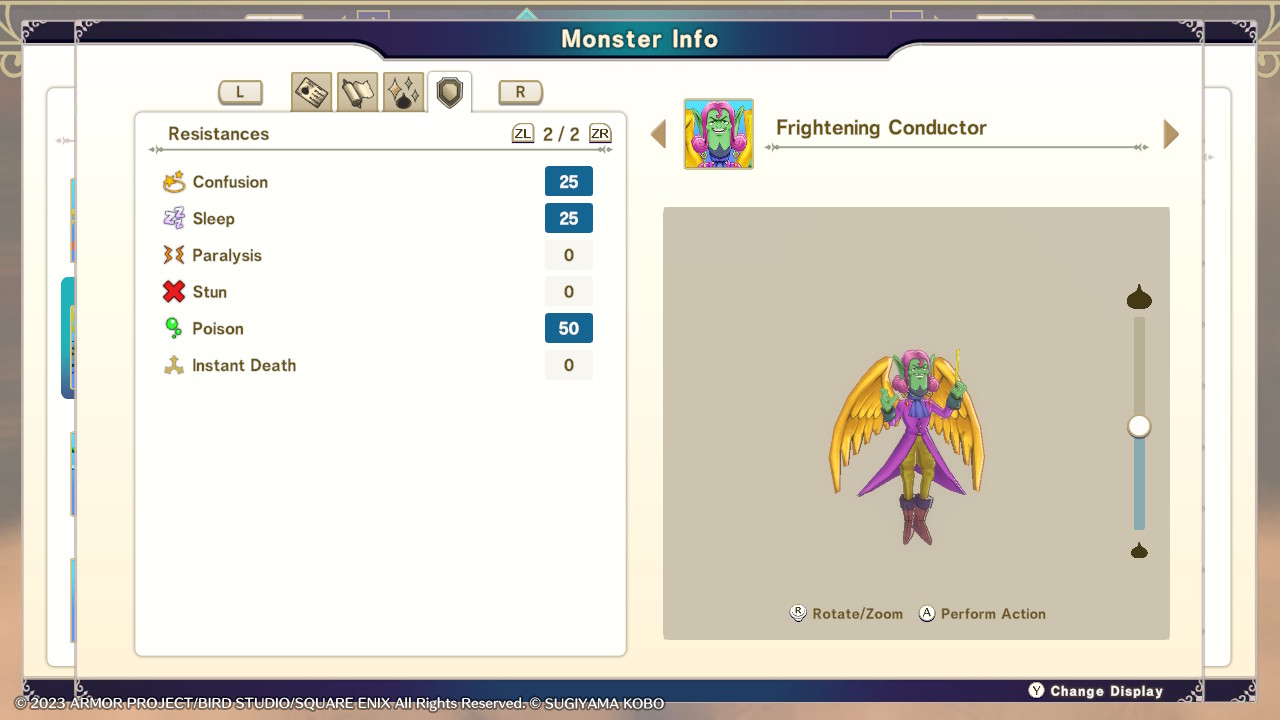 Monster Info
L
R
Resistances
ZL 2 / 2 ZR
Confusion 25
Sleep 25
Paralysis 0
Stun 0
Poison 50
Instant Death 0
Frightening Conductor
R Rotate/Zoom A Perform Action
Y Change Display
© 2023 ARMOR PROJECT/BIRD STUDIO/SQUARE ENIX All Rights Reserved. © SUGIYAMA KOBO